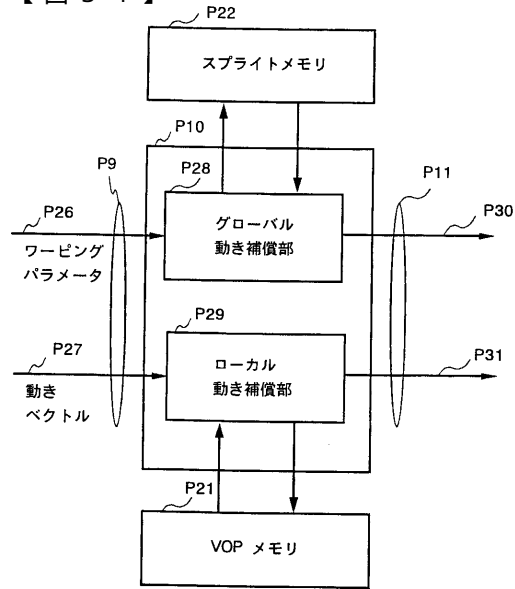 P22
スプライトメモリ
P10
P9
P28
P11
P26
グローバル
動き補償部
P30
ワーピング
パラメータ
P29
P27
ローカル
動き補償部
P31
動き
ベクトル
P21
VOP メモリ